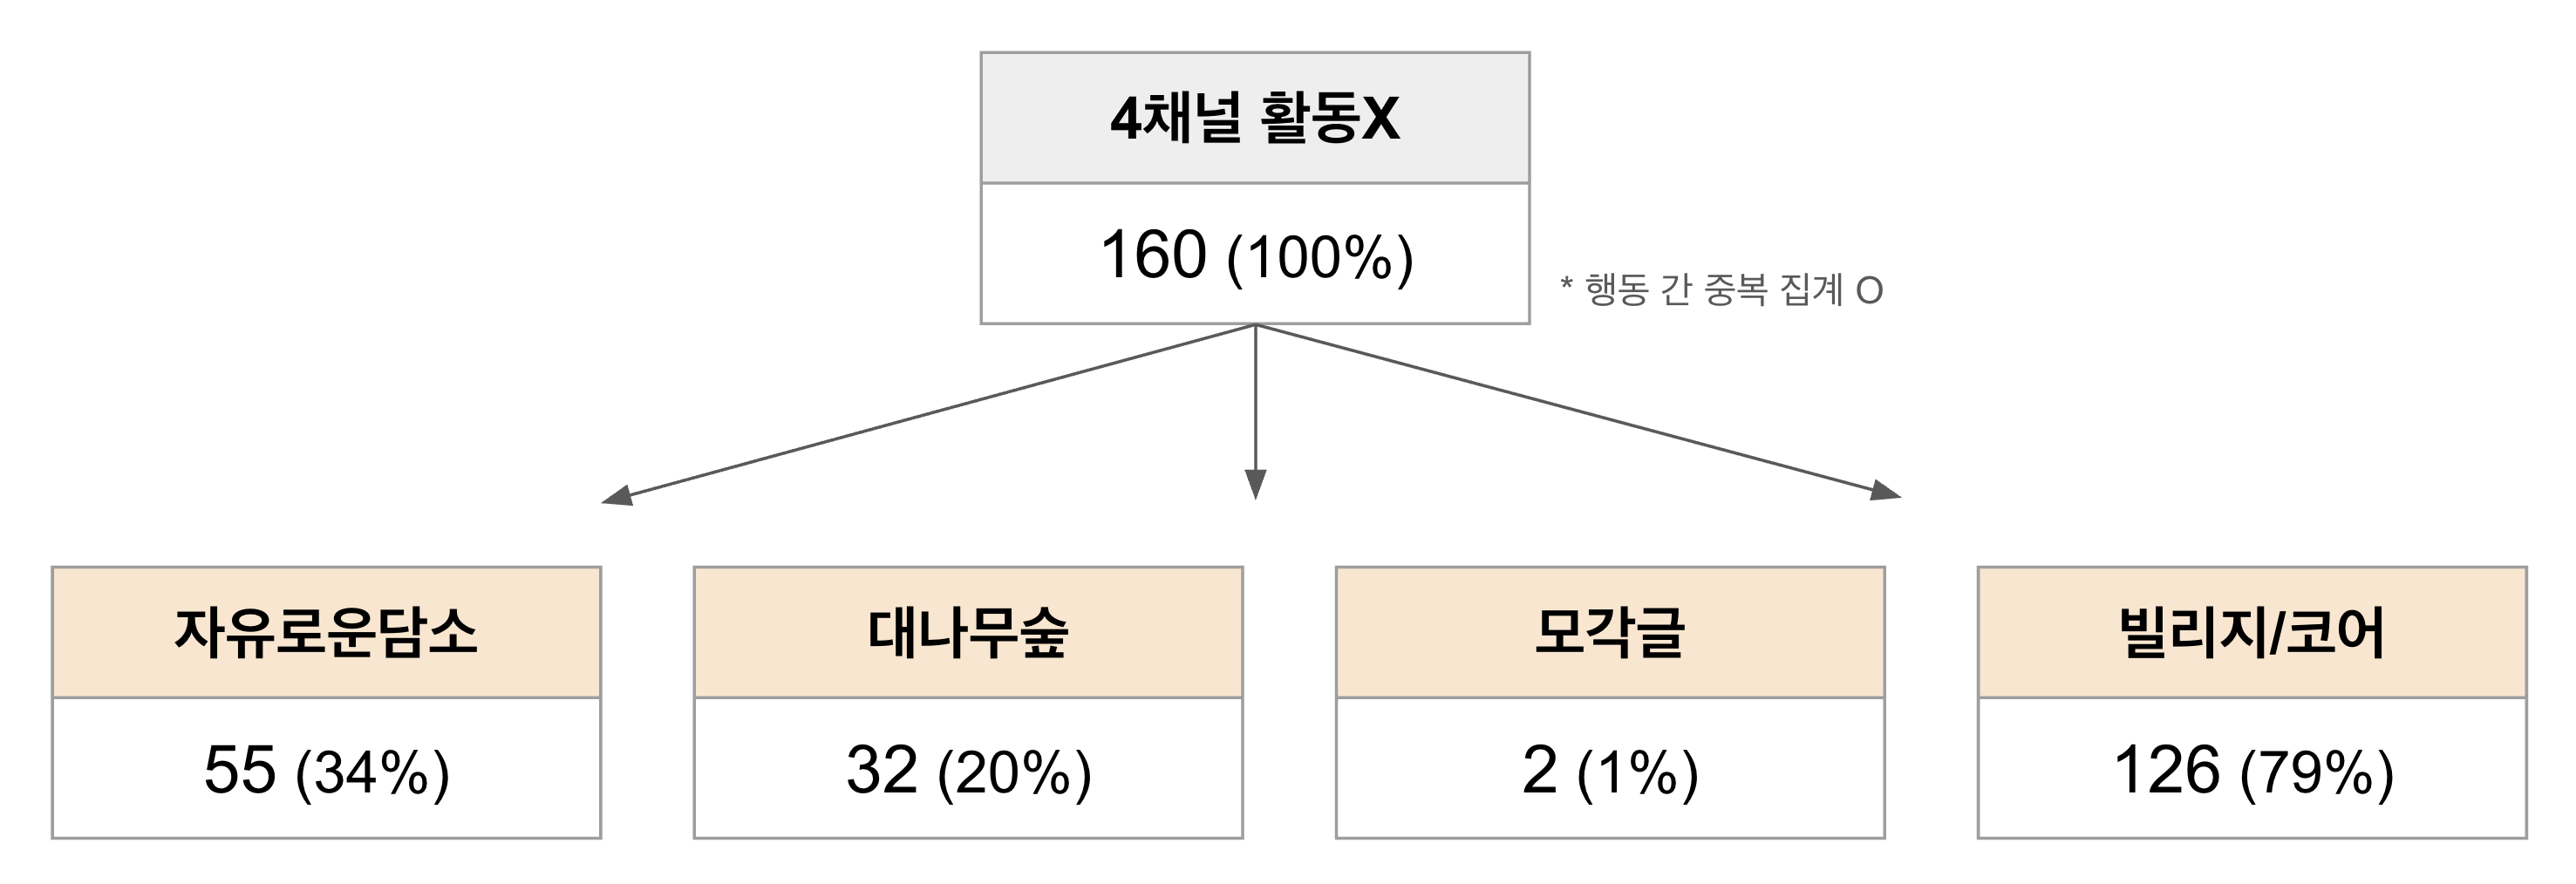 4채널 활동X
160 (100%)
* 행동 간 중복 집계 O
자유로운담소
55 (34%)
대나무숲
32 (20%)
모각글
2 (1%)
빌리지/코어
126 (79%)